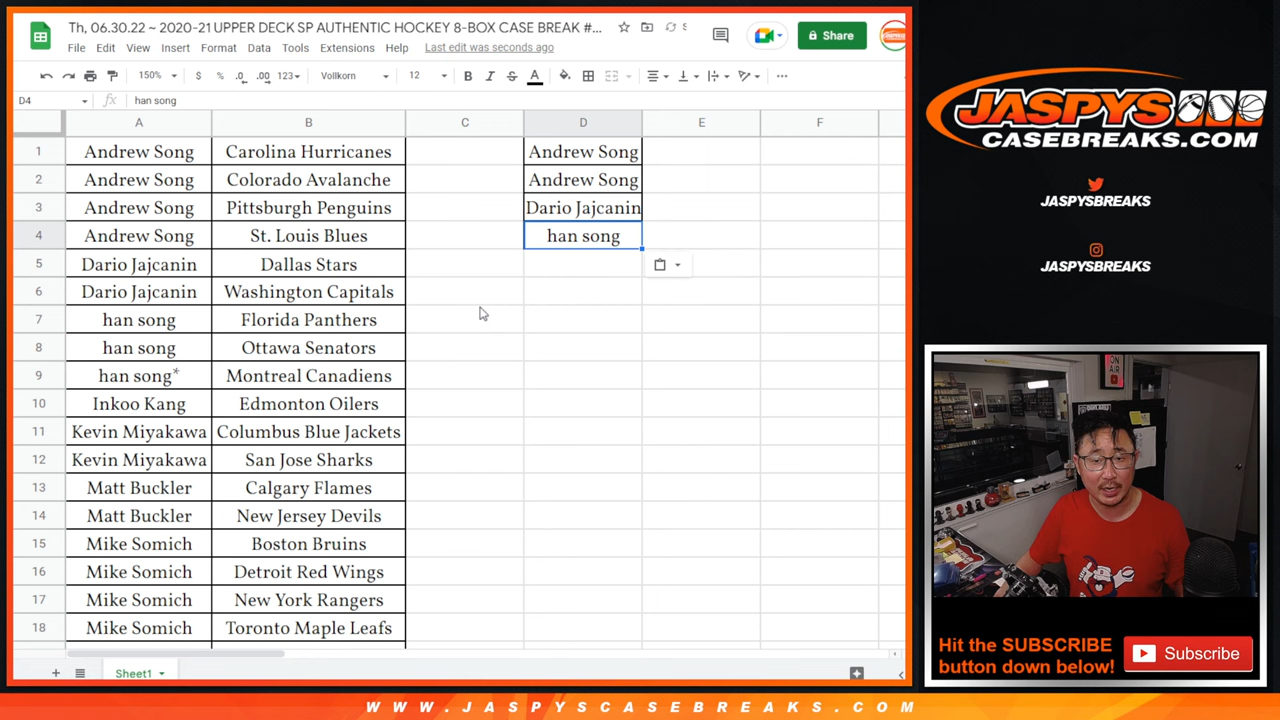 Th, 06.30.22 ~ 2020-21 UPPER DECK SP AUTHENTIC HOCKEY 8-BOX CASE BREAK #...
File Edit View Insert Format Data Tools Extensions Help Last edit was seconds ago
Share
150% $ % .0 .00 123 Vollkorn 12 B I S A
D4 fx han song
A B C D E F
1 Andrew Song Carolina Hurricanes Andrew Song
2 Andrew Song Colorado Avalanche Andrew Song
3 Andrew Song Pittsburgh Penguins Dario Jajcanin
4 Andrew Song St. Louis Blues han song
5 Dario Jajcanin Dallas Stars
6 Dario Jajcanin Washington Capitals
7 han song Florida Panthers
8 han song Ottawa Senators
9 han song* Montreal Canadiens
10 Inkoo Kang Edmonton Oilers
11 Kevin Miyakawa Columbus Blue Jackets
12 Kevin Miyakawa San Jose Sharks
13 Matt Buckler Calgary Flames
14 Matt Buckler New Jersey Devils
15 Mike Somich Boston Bruins
16 Mike Somich Detroit Red Wings
17 Mike Somich New York Rangers
18 Mike Somich Toronto Maple Leafs
Sheet1
JASPYS
CASEBREAKS.COM
JASPYSBREAKS
JASPYSBREAKS
ON AIR
Hit the SUBSCRIBE
button down below!
Subscribe
WWW.JASPYSCASEBREAKS.COM